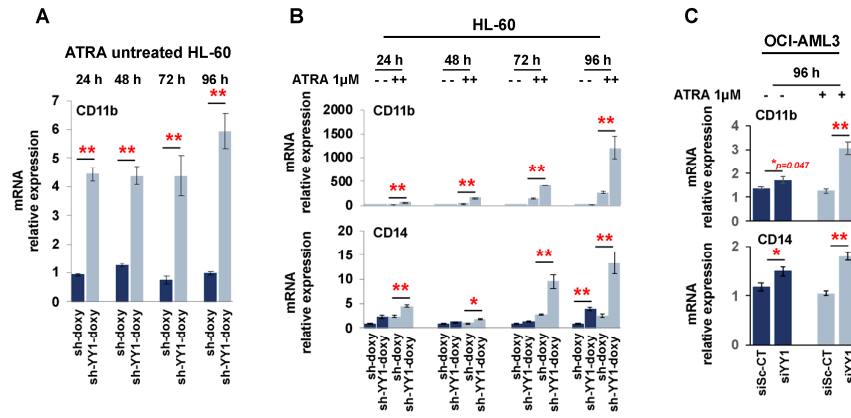 A
ATRA untreated HL-60
24 h 48 h 72 h 96 h
CD11b
** ** ** **
mRNA
relative expression
7
6
5
4
3
2
1
0
sh-doxy
sh-YY1-doxy
sh-doxy
sh-YY1-doxy
sh-doxy
sh-YY1-doxy
sh-doxy
sh-YY1-doxy
B
HL-60
24 h 48 h 72 h 96 h
ATRA 1µM -- ++ -- ++ -- ++ -- ++
CD11b
** ** ** **
mRNA
relative expression
2000
1500
1000
500
0
CD14
** * ** ** **
mRNA
relative expression
20
15
10
5
0
sh-doxy
sh-YY1-doxy
sh-doxy
sh-YY1-doxy
sh-doxy
sh-YY1-doxy
sh-doxy
sh-YY1-doxy
sh-doxy
sh-YY1-doxy
sh-doxy
sh-YY1-doxy
sh-doxy
sh-YY1-doxy
sh-doxy
sh-YY1-doxy
C
OCI-AML3
96 h
ATRA 1µM - - + +
CD11b
*p=0.047
**
mRNA
relative expression
4
3
2
1
0
CD14
* **
mRNA
relative expression
2
1
0
siSc-CT
siYY1
siSc-CT
siYY1